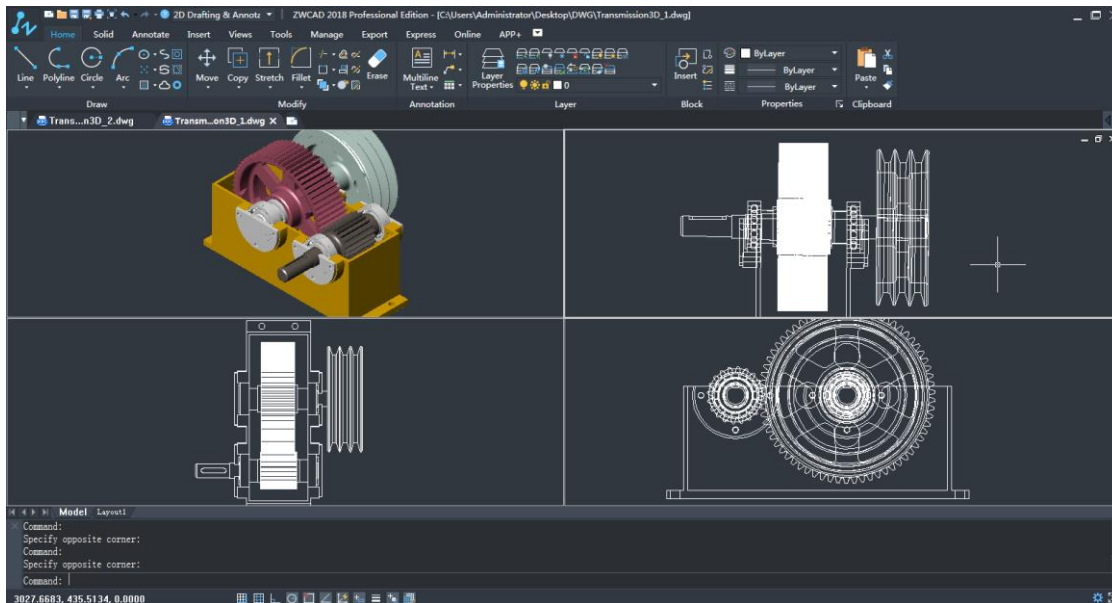 2D Drafting & Annota
ZWCAD 2018 Professional Edition - [C:\Users\Administrator\Desktop\DWG\Transmission3D_1.dwg]
Home Solid Annotate Insert Views Tools Manage Export Express Online APP+
Line Polyline Circle Arc Move Copy Stretch Fillet Erase Multiline Text Layer Properties 0 Insert ByLayer ByLayer ByLayer Paste
Draw Modify Annotation Layer Block Properties Clipboard
Trans...n3D_2.dwg Transm...on3D_1.dwg X
Model Layout1
Command:
Specify opposite corner:
Command:
Specify opposite corner:
Command:
3027.6683, 435.5134, 0.0000